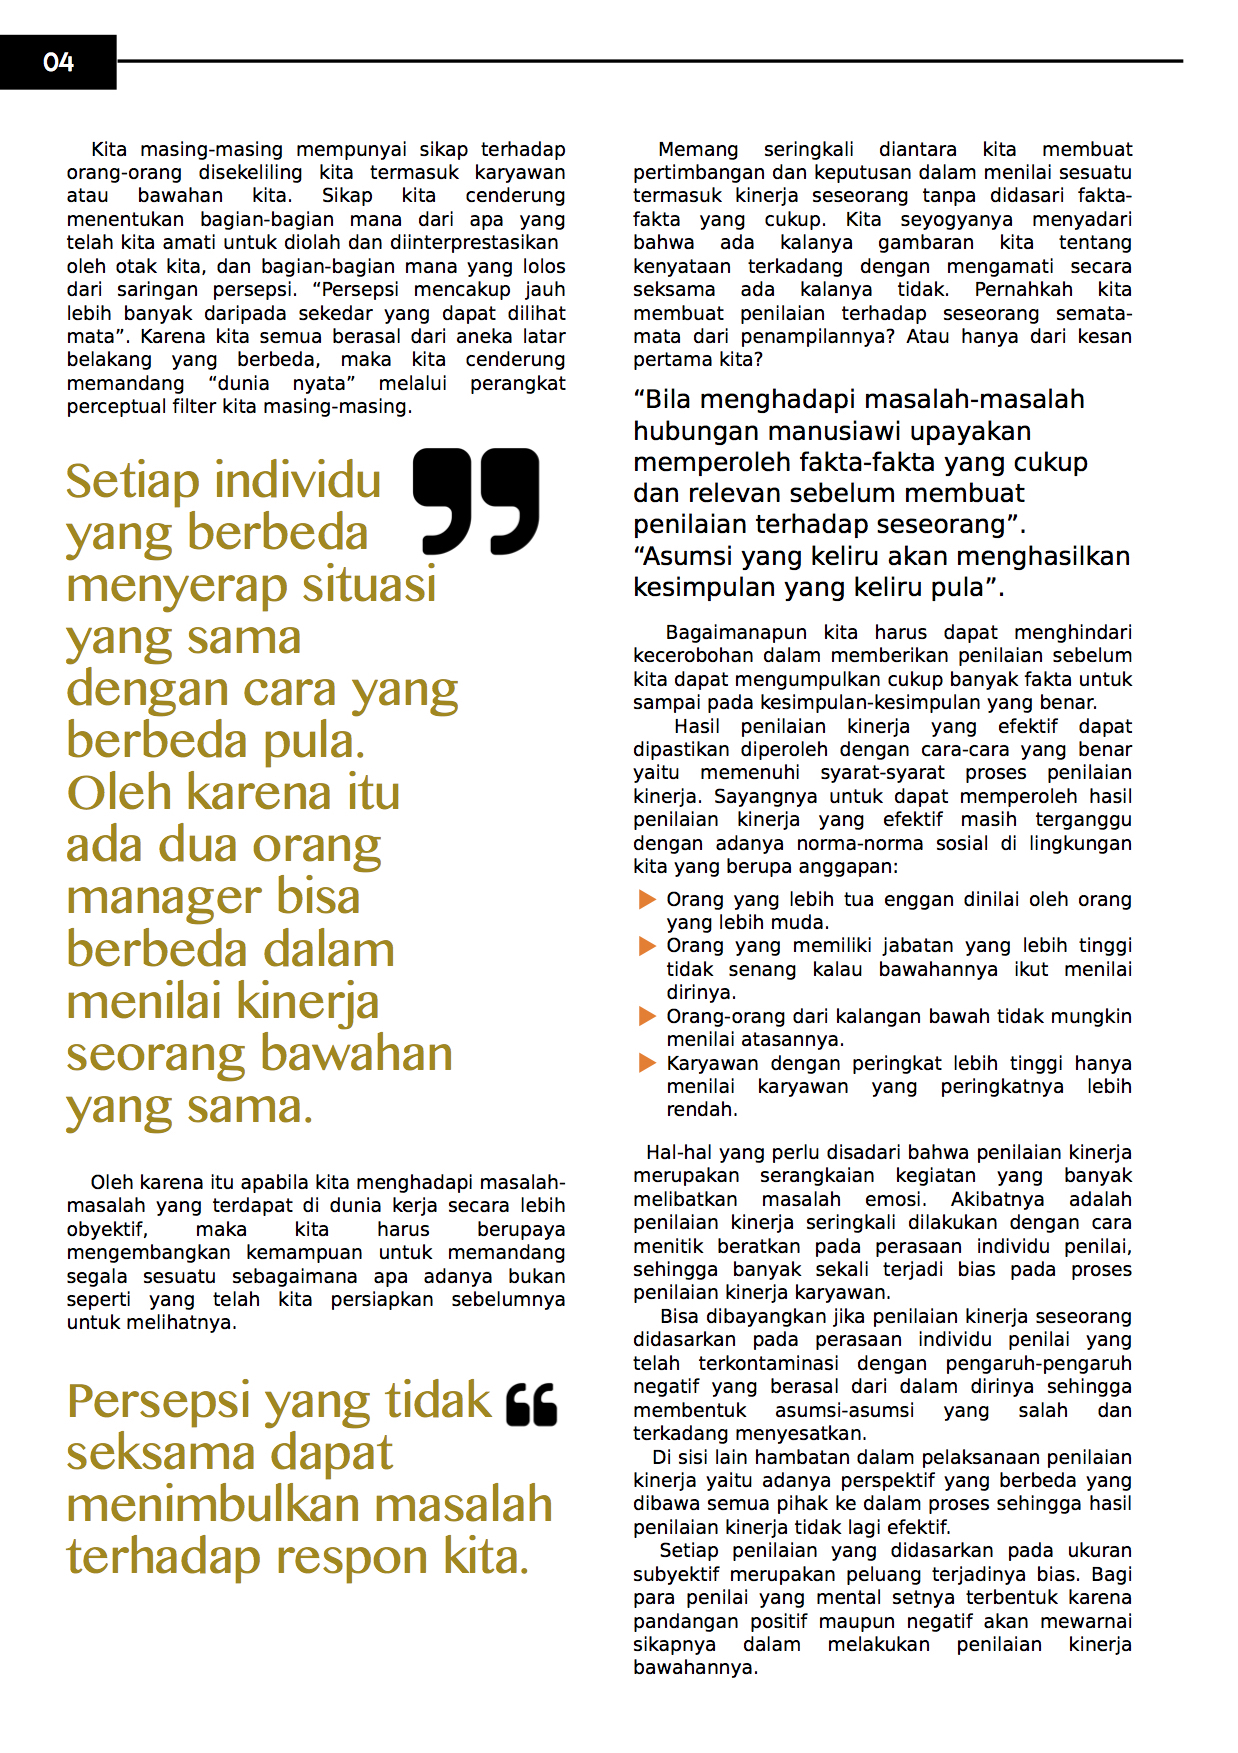 04
Kita masing-masing mempunyai sikap terhadap
orang-orang disekeliling kita termasuk karyawan
atau bawahan kita. Sikap kita cenderung
menentukan bagian-bagian mana dari apa yang
telah kita amati untuk diolah dan diinterprestasikan
oleh otak kita, dan bagian-bagian mana yang lolos
dari saringan persepsi. “Persepsi mencakup jauh
lebih banyak daripada sekedar yang dapat dilihat
mata”. Karena kita semua berasal dari aneka latar
belakang yang berbeda, maka kita cenderung
memandang “dunia nyata” melalui perangkat
perceptual filter kita masing-masing.
Setiap individu ”
yang berbeda
menyerap situasi
yang sama
dengan cara yang
berbeda pula.
Oleh karena itu
ada dua orang
manager bisa
berbeda dalam
menilai kinerja
seorang bawahan
yang sama.
Oleh karena itu apabila kita menghadapi masalah-
masalah yang terdapat di dunia kerja secara lebih
obyektif, maka kita harus berupaya
mengembangkan kemampuan untuk memandang
segala sesuatu sebagaimana apa adanya bukan
seperti yang telah kita persiapkan sebelumnya
untuk melihatnya.
Persepsi yang tidak “
seksama dapat
menimbulkan masalah
terhadap respon kita.
Memang seringkali diantara kita membuat
pertimbangan dan keputusan dalam menilai sesuatu
termasuk kinerja seseorang tanpa didasari fakta-
fakta yang cukup. Kita seyogyanya menyadari
bahwa ada kalanya gambaran kita tentang
kenyataan terkadang dengan mengamati secara
seksama ada kalanya tidak. Pernahkah kita
membuat penilaian terhadap seseorang semata-
mata dari penampilannya? Atau hanya dari kesan
pertama kita?
“Bila menghadapi masalah-masalah
hubungan manusiawi upayakan
memperoleh fakta-fakta yang cukup
dan relevan sebelum membuat
penilaian terhadap seseorang”.
“Asumsi yang keliru akan menghasilkan
kesimpulan yang keliru pula”.
Bagaimanapun kita harus dapat menghindari
kecerobohan dalam memberikan penilaian sebelum
kita dapat mengumpulkan cukup banyak fakta untuk
sampai pada kesimpulan-kesimpulan yang benar.
Hasil penilaian kinerja yang efektif dapat
dipastikan diperoleh dengan cara-cara yang benar
yaitu memenuhi syarat-syarat proses penilaian
kinerja. Sayangnya untuk dapat memperoleh hasil
penilaian kinerja yang efektif masih terganggu
dengan adanya norma-norma sosial di lingkungan
kita yang berupa anggapan:
Orang yang lebih tua enggan dinilai oleh orang
yang lebih muda.
Orang yang memiliki jabatan yang lebih tinggi
tidak senang kalau bawahannya ikut menilai
dirinya.
Orang-orang dari kalangan bawah tidak mungkin
menilai atasannya.
Karyawan dengan peringkat lebih tinggi hanya
menilai karyawan yang peringkatnya lebih
rendah.
Hal-hal yang perlu disadari bahwa penilaian kinerja
merupakan serangkaian kegiatan yang banyak
melibatkan masalah emosi. Akibatnya adalah
penilaian kinerja seringkali dilakukan dengan cara
menitik beratkan pada perasaan individu penilai,
sehingga banyak sekali terjadi bias pada proses
penilaian kinerja karyawan.
Bisa dibayangkan jika penilaian kinerja seseorang
didasarkan pada perasaan individu penilai yang
telah terkontaminasi dengan pengaruh-pengaruh
negatif yang berasal dari dalam dirinya sehingga
membentuk asumsi-asumsi yang salah dan
terkadang menyesatkan.
Di sisi lain hambatan dalam pelaksanaan penilaian
kinerja yaitu adanya perspektif yang berbeda yang
dibawa semua pihak ke dalam proses sehingga hasil
penilaian kinerja tidak lagi efektif.
Setiap penilaian yang didasarkan pada ukuran
subyektif merupakan peluang terjadinya bias. Bagi
para penilai yang mental setnya terbentuk karena
pandangan positif maupun negatif akan mewarnai
sikapnya dalam melakukan penilaian kinerja
bawahannya.